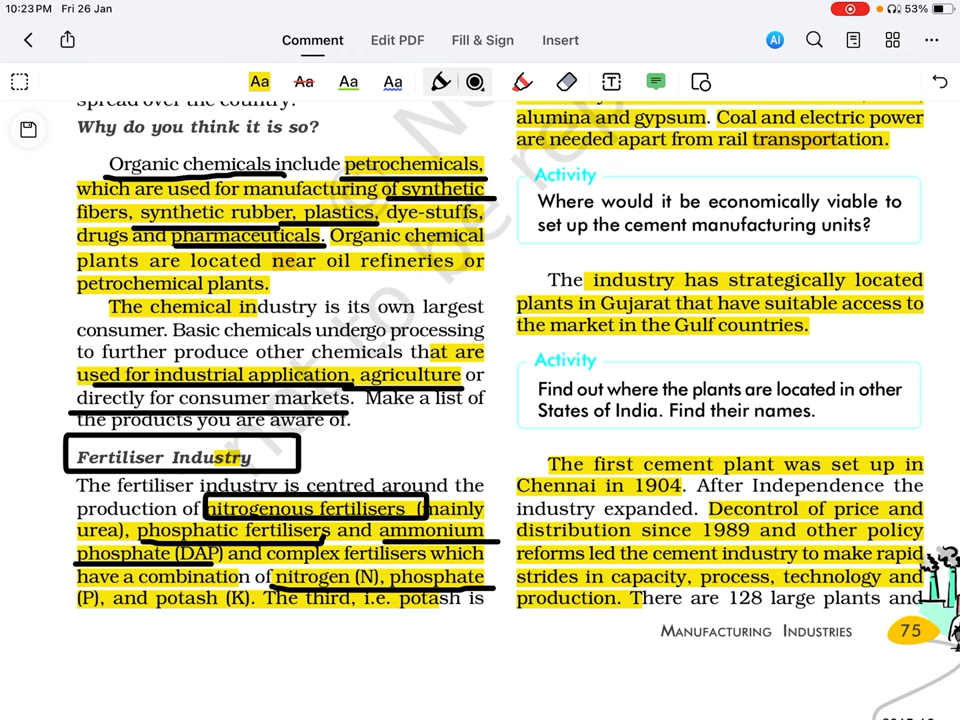 10:23 PM Fri 26 Jan
53%
Comment Edit PDF Fill & Sign Insert
AI
Aa Aa Aa Aa
spread over the country.
Why do you think it is so?
Organic chemicals include petrochemicals,
which are used for manufacturing of synthetic
fibers, synthetic rubber, plastics, dye-stuffs,
drugs and pharmaceuticals. Organic chemical
plants are located near oil refineries or
petrochemical plants.
The chemical industry is its own largest
consumer. Basic chemicals undergo processing
to further produce other chemicals that are
used for industrial application, agriculture or
directly for consumer markets. Make a list of
the products you are aware of.
Fertiliser Industry
The fertiliser industry is centred around the
production of nitrogenous fertilisers (mainly
urea), phosphatic fertilisers and ammonium
phosphate (DAP) and complex fertilisers which
have a combination of nitrogen (N), phosphate
(P), and potash (K). The third, i.e. potash is
alumina and gypsum. Coal and electric power
are needed apart from rail transportation.
Activity
Where would it be economically viable to
set up the cement manufacturing units?
The industry has strategically located
plants in Gujarat that have suitable access to
the market in the Gulf countries.
Activity
Find out where the plants are located in other
States of India. Find their names.
The first cement plant was set up in
Chennai in 1904. After Independence the
industry expanded. Decontrol of price and
distribution since 1989 and other policy
reforms led the cement industry to make rapid
strides in capacity, process, technology and
production. There are 128 large plants and
MANUFACTURING INDUSTRIES 75